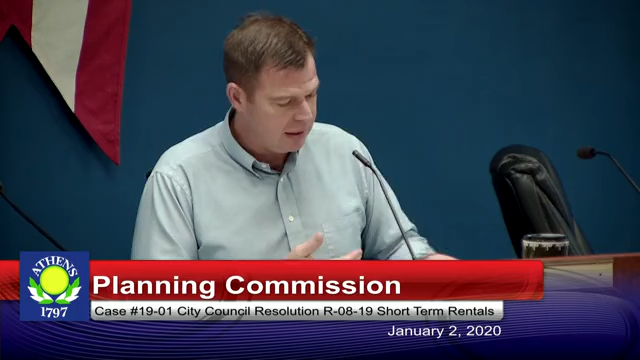 ATHENS
1797
Planning Commission
Case #19-01 City Council Resolution R-08-19 Short Term Rentals
January 2, 2020